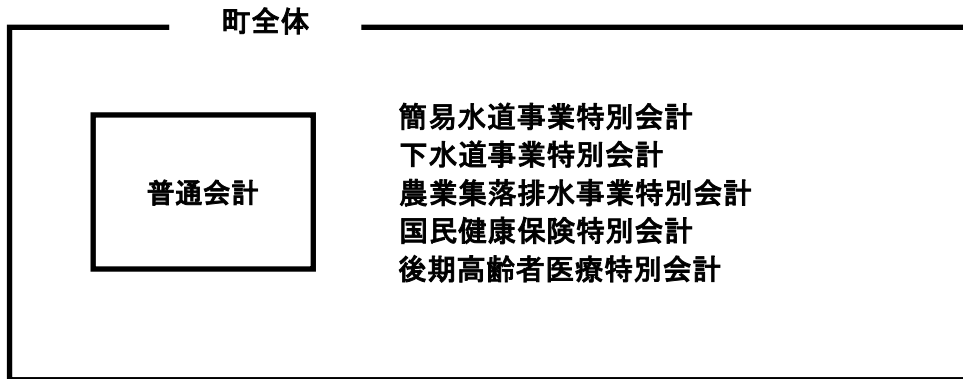 町全体
普通会計
簡易水道事業特別会計
下水道事業特別会計
農業集落排水事業特別会計
国民健康保険特別会計
後期高齢者医療特別会計